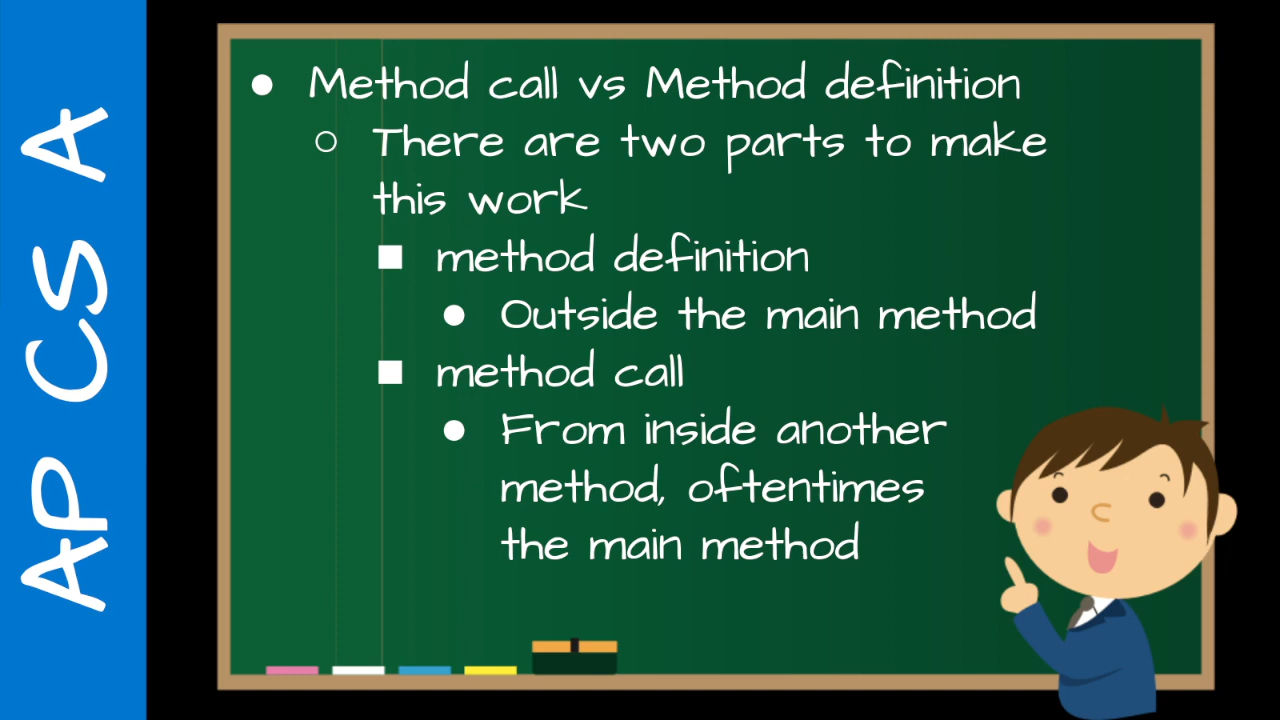 AP CS A
● Method call vs Method definition
○ There are two parts to make
this work
■ method definition
● Outside the main method
■ method call
● From inside another
method, oftentimes
the main method